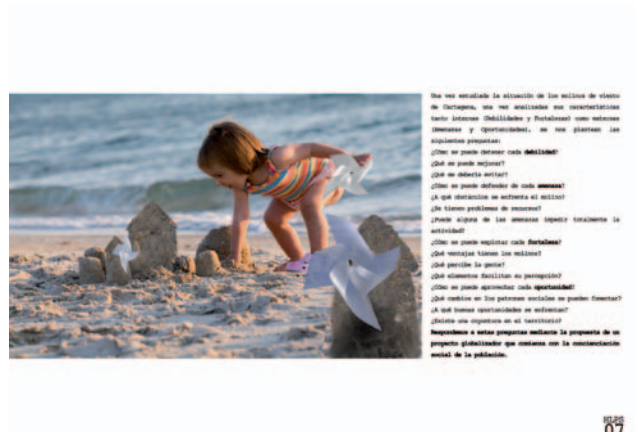 Una vez estudiada la situación de los molinos de viento
de Cartagena, una vez analizadas sus características
tanto internas (Debilidades y Fortalezas) como externas
(Amenazas y Oportunidades), se nos plantean las
siguientes preguntas:
¿Cómo se puede detener cada debilidad?
¿Qué se puede mejorar?
¿Qué se debería evitar?
¿Cómo se puede defender de cada amenaza?
¿A qué obstáculos se enfrenta el molino?
¿Se tienen problemas de recursos?
¿Puede alguna de las amenazas impedir totalmente la
actividad?
¿Cómo se puede explotar cada fortaleza?
¿Qué ventajas tienen los molinos?
¿Qué percibe la gente?
¿Qué elementos facilitan su percepción?
¿Cómo se puede aprovechar cada oportunidad?
¿Qué cambios en los patrones sociales se pueden fomentar?
¿A qué buenas oportunidades se enfrentan?
¿Existe una coyuntura en el territorio?
Respondemos a estas preguntas mediante la propuesta de un
proyecto globalizador que comienza con la concienciación
social de la población.
MLPS
07